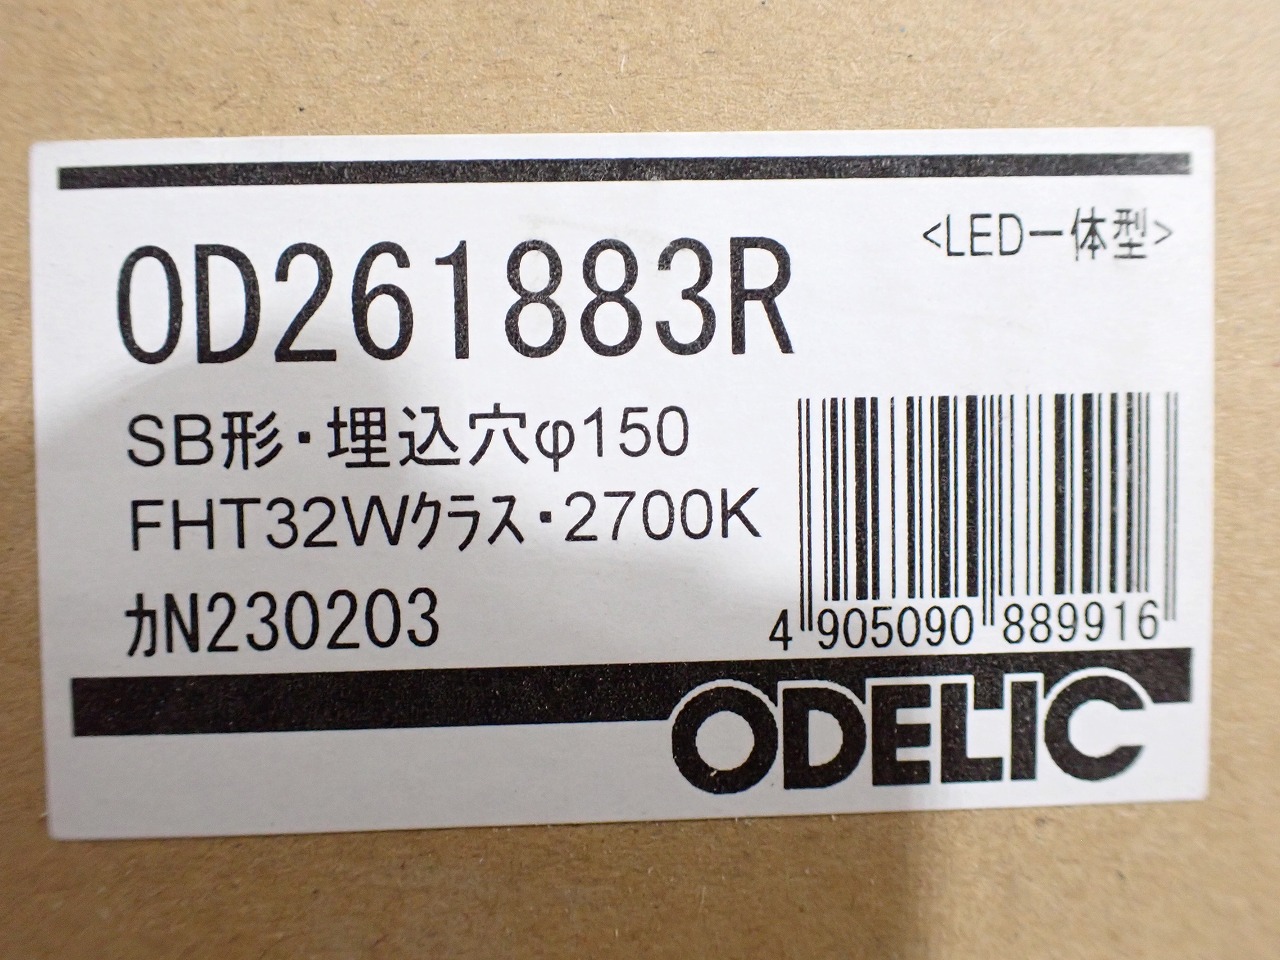 <LED一体型>
OD261883R
SB形・埋込穴φ150
FHT32Wｸﾗｽ・2700K
ｶN230203
4 905090 889916
ODELIC